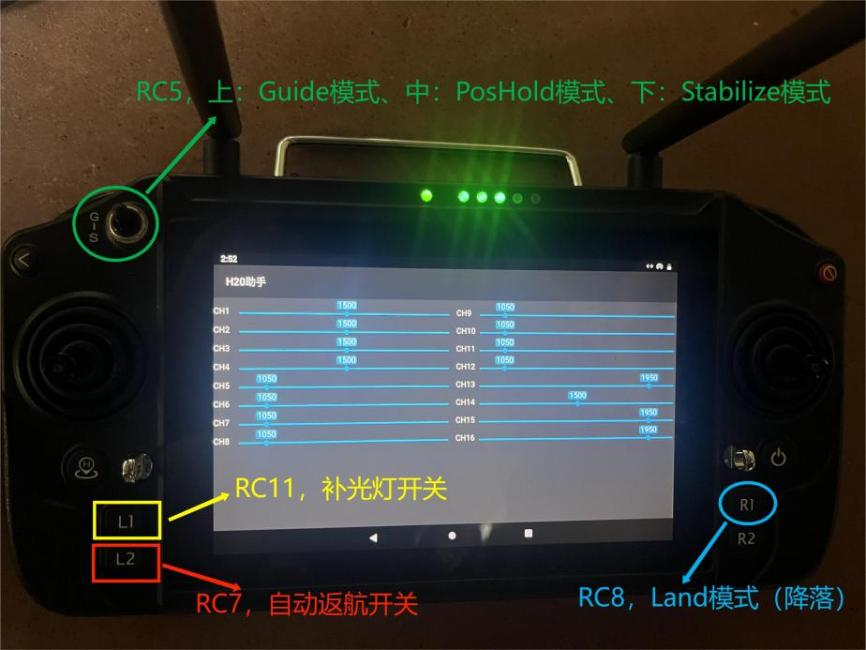 RC5，上：Guide模式、中：PosHold模式、下：Stabilize模式
G
I
S
2:52
H20助手
CH1 1500
CH2 1500
CH3 1500
CH4 1500
CH5 1050
CH6 1050
CH7 1050
CH8 1050
CH9 1050
CH10 1050
CH11 1050
CH12 1050
CH13 1950
CH14 1500
CH15 1950
CH16 1950
H
L1
RC11，补光灯开关
L2
RC7，自动返航开关
R1
R2
RC8，Land模式（降落）